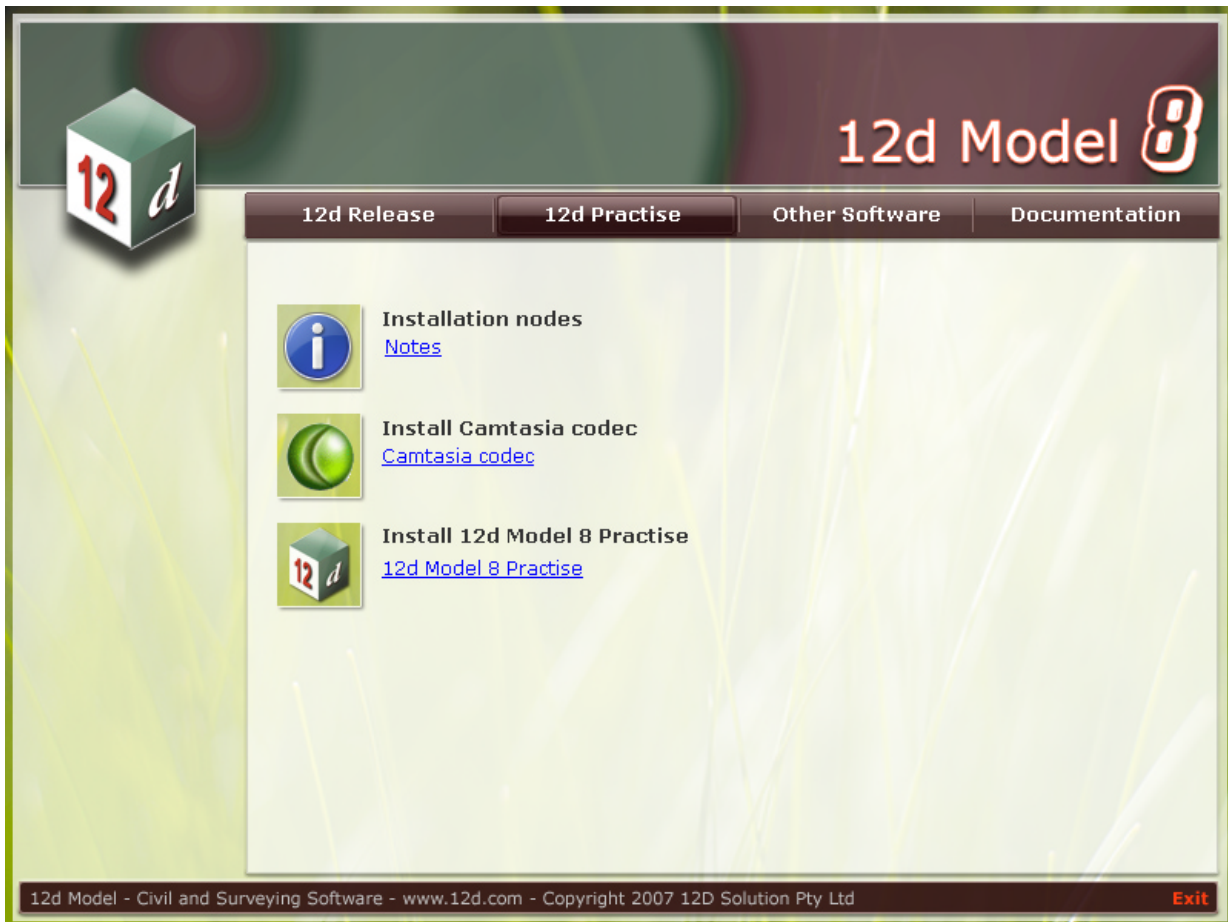 12d Model 8
12 d
12d Release 12d Practise Other Software Documentation
Installation nodes
Notes
Install Camtasia codec
Camtasia codec
Install 12d Model 8 Practise
12 d
12d Model 8 Practise
12d Model - Civil and Surveying Software - www.12d.com - Copyright 2007 12D Solution Pty Ltd Exit